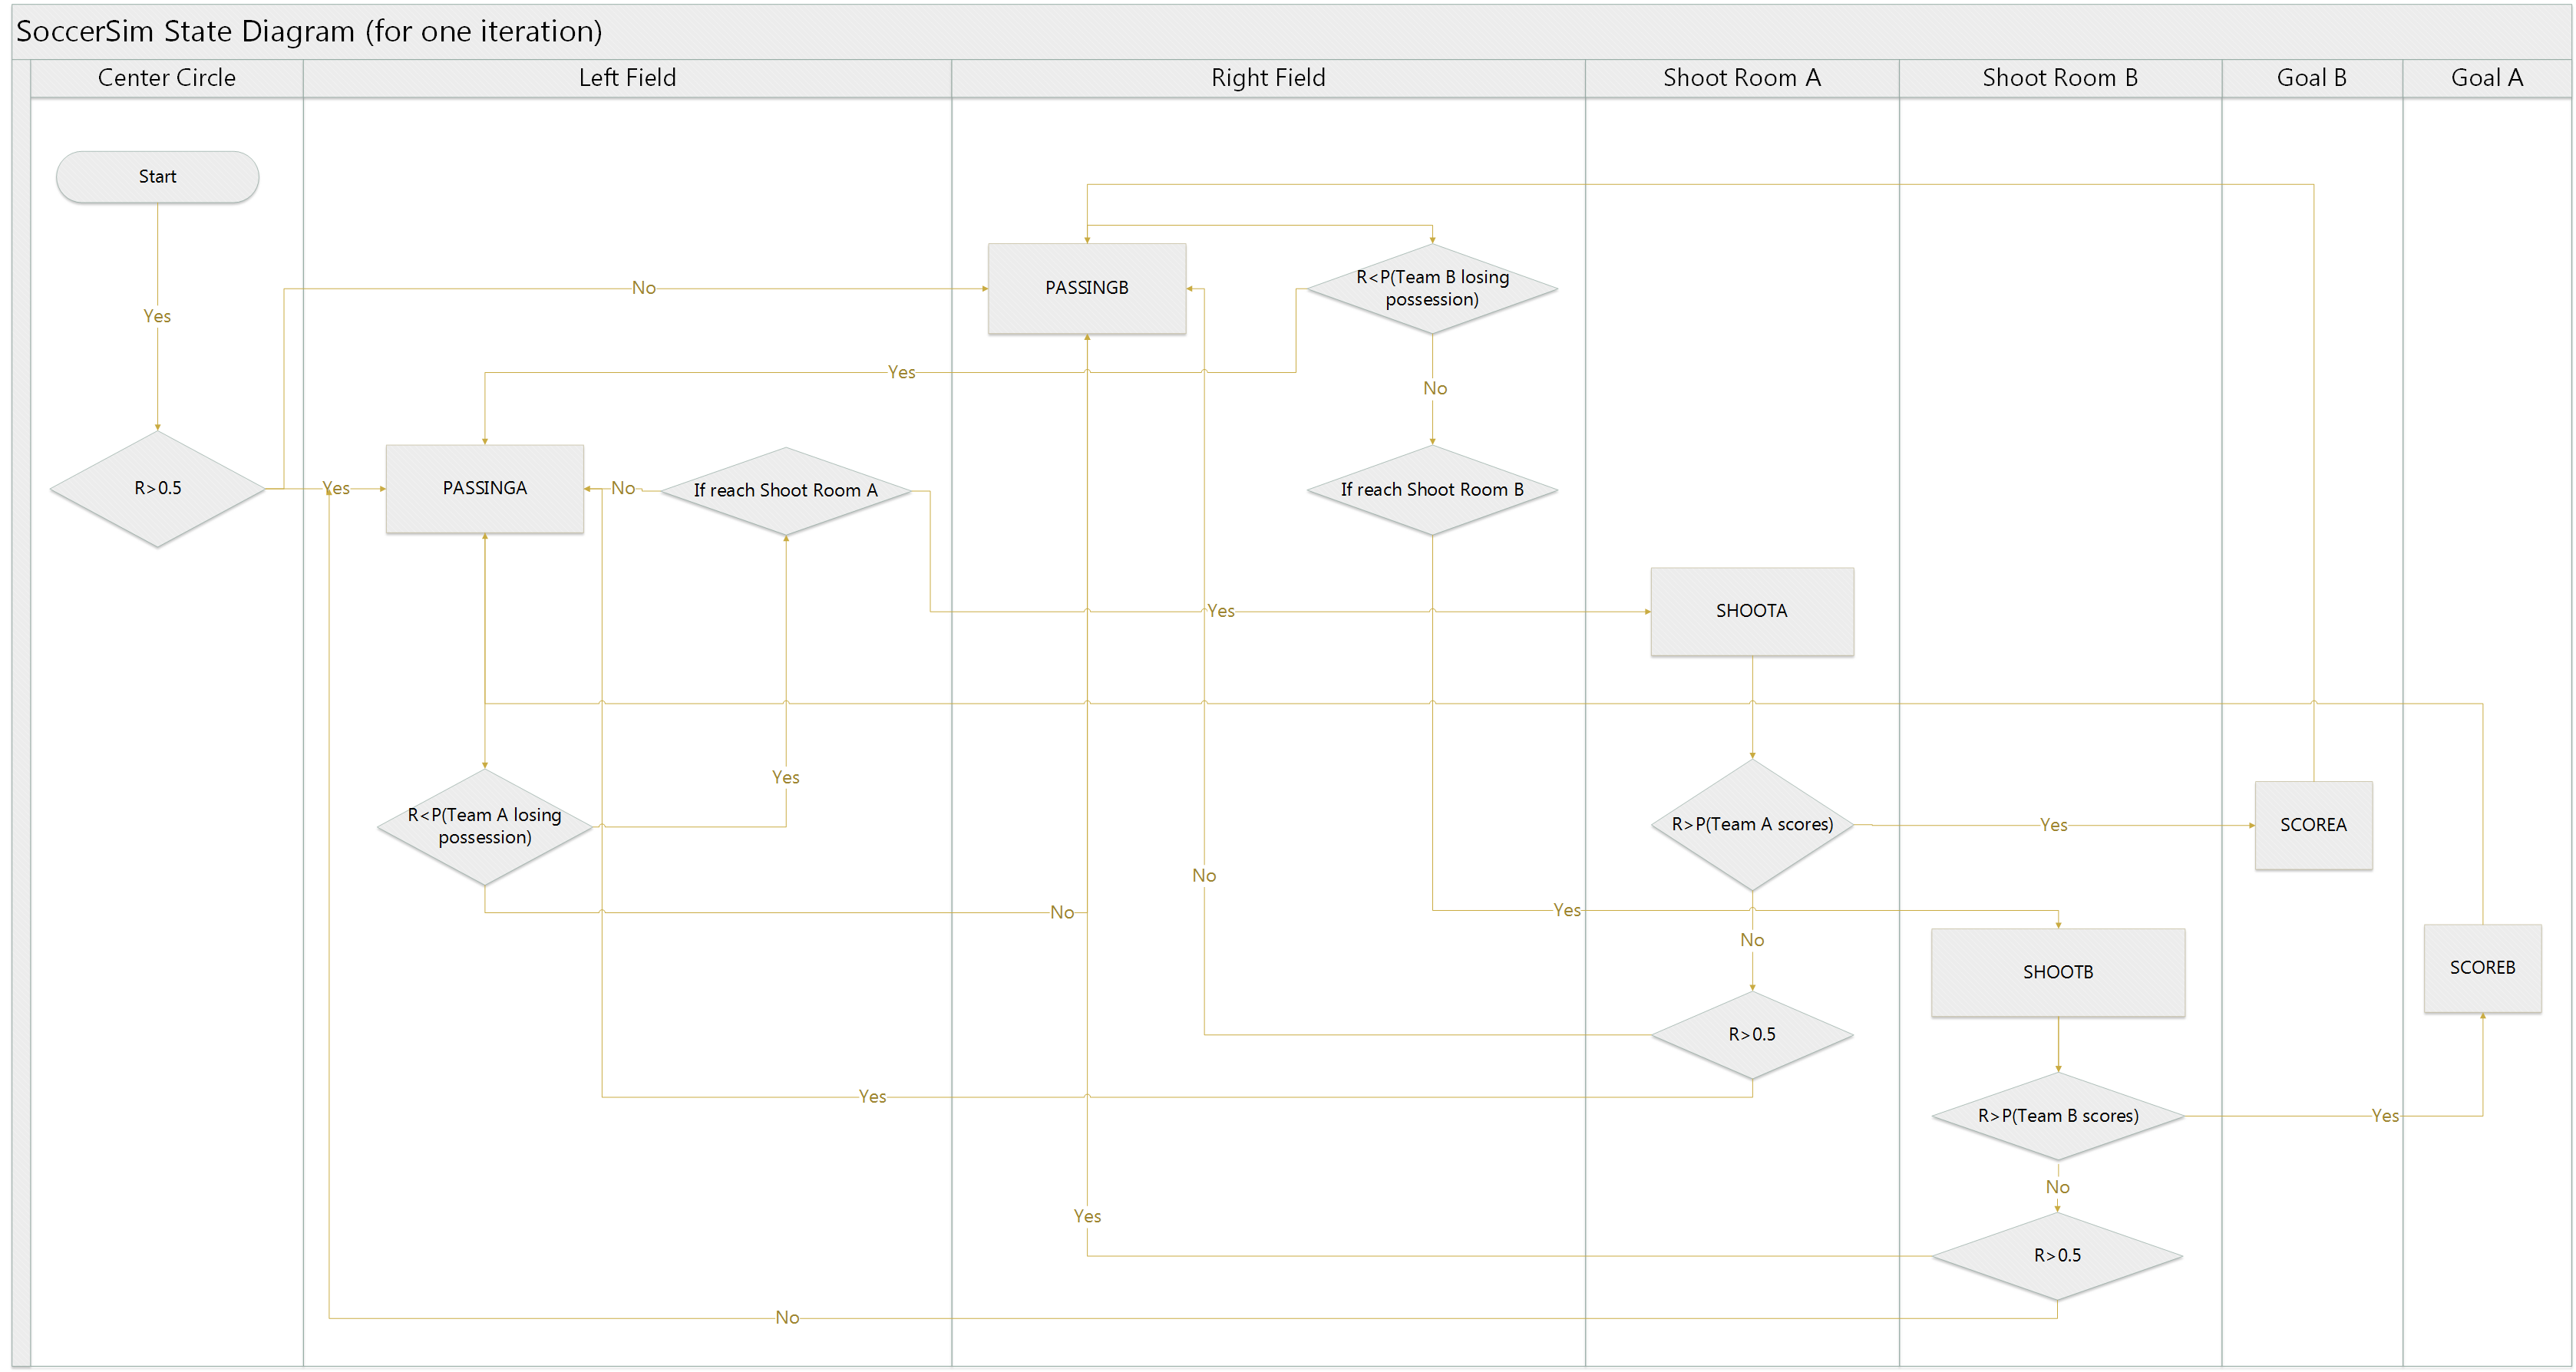 SoccerSim State Diagram (for one iteration)
Center Circle
Left Field
Right Field
Shoot Room A
Shoot Room B
Goal B
Goal A
Start
Yes
R>0.5
No
Yes
PASSINGB
R<P(Team B losing
possession)
Yes
No
PASSINGA
No
If reach Shoot Room A
If reach Shoot Room B
Yes
SHOOTA
Yes
R<P(Team A losing
possession)
No
R>P(Team A scores)
Yes
SCOREA
No
Yes
No
SHOOTB
SCOREB
R>0.5
Yes
R>P(Team B scores)
Yes
No
Yes
R>0.5
No